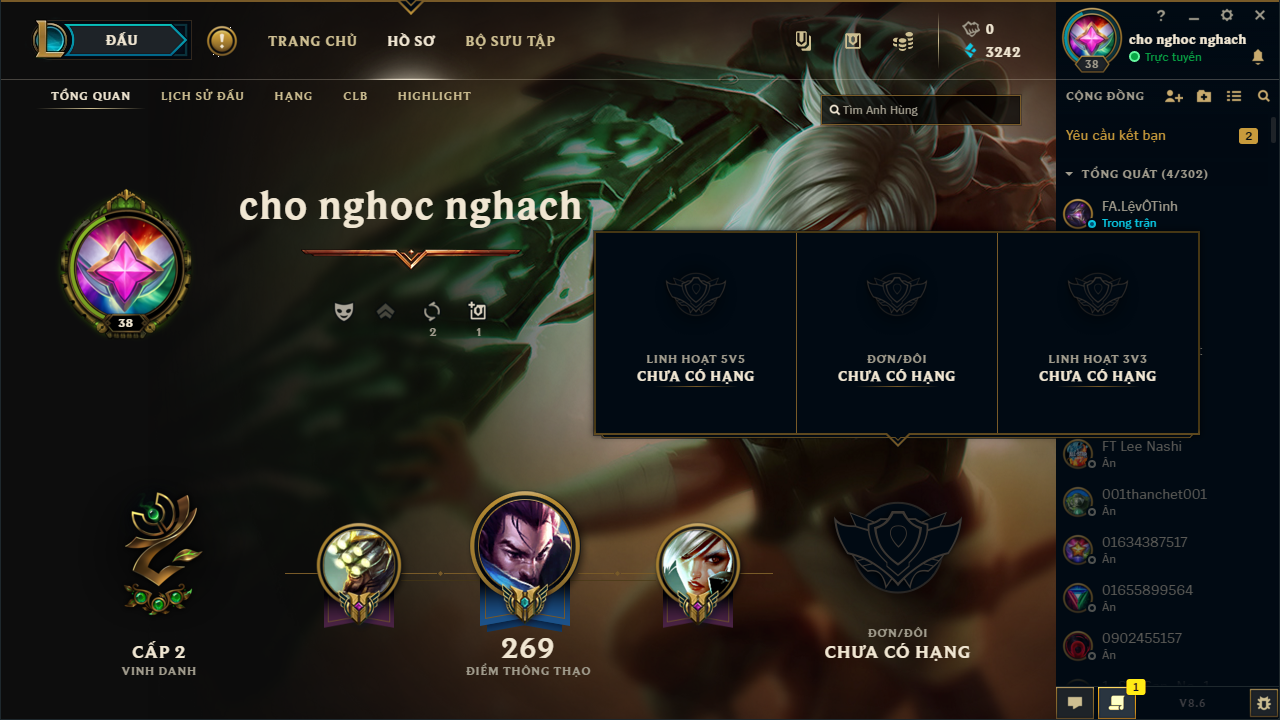 ĐẤU
TRANG CHỦ
HỒ SƠ
BỘ SƯU TẬP
0
3242
?
cho nghoc nghach
Trực tuyến
38
TỔNG QUAN
LỊCH SỬ ĐẤU
HẠNG
CLB
HIGHLIGHT
Tìm Anh Hùng
CỘNG ĐỒNG
Yêu cầu kết bạn
2
TỔNG QUÁT (4/302)
FA.LệvÔTình
Trong trận
cho nghoc nghach
38
2
1
LINH HOẠT 5V5
CHƯA CÓ HẠNG
ĐƠN/ĐÔI
CHƯA CÓ HẠNG
LINH HOẠT 3V3
CHƯA CÓ HẠNG
FT Lee Nashi
Ẩn
001thanchet001
Ẩn
01634387517
Ẩn
01655899564
Ẩn
0902455157
Ẩn
CẤP 2
VINH DANH
269
ĐIỂM THÔNG THẠO
ĐƠN/ĐÔI
CHƯA CÓ HẠNG
1
V8.6